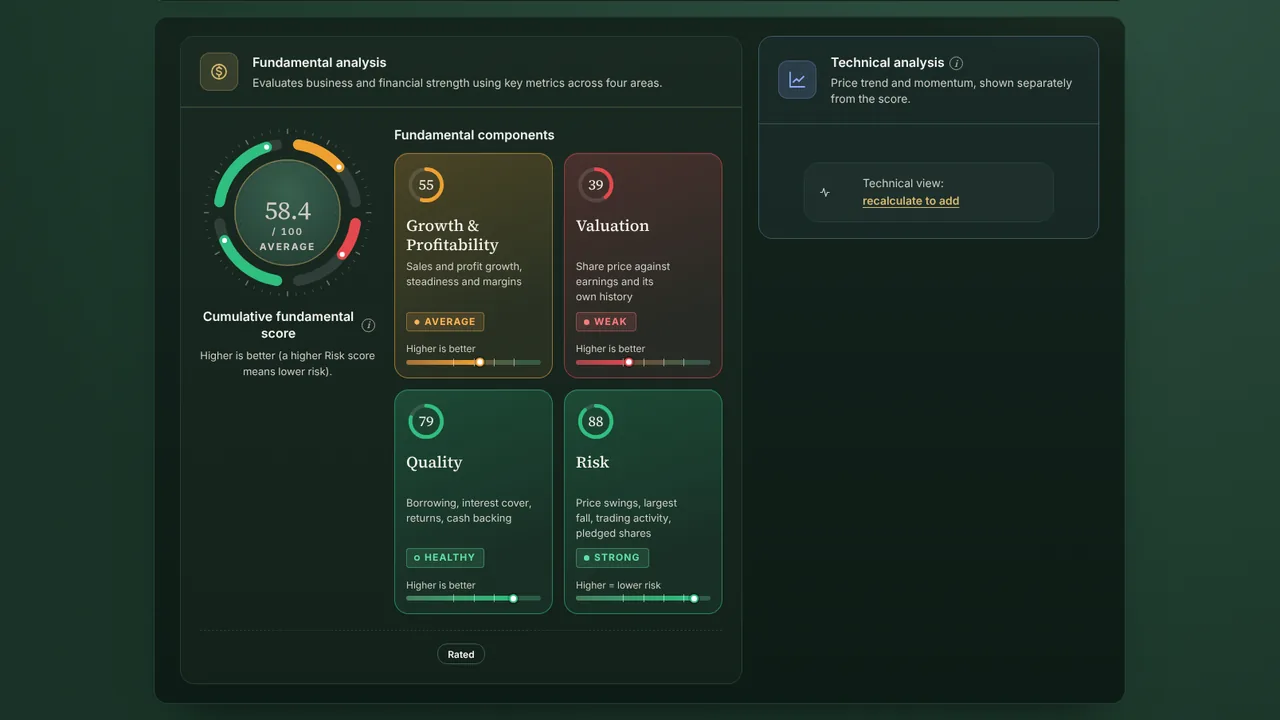 Fundamental analysis
Evaluates business and financial strength using key metrics across four areas.
58.4
/ 100
AVERAGE
Cumulative fundamental
score
Higher is better (a higher Risk score
means lower risk).
Fundamental components
55
Growth &
Profitability
Sales and profit growth,
steadiness and margins
AVERAGE
Higher is better
39
Valuation
Share price against
earnings and its
own history
WEAK
Higher is better
79
Quality
Borrowing, interest cover,
returns, cash backing
HEALTHY
Higher is better
88
Risk
Price swings, largest
fall, trading activity,
pledged shares
STRONG
Higher = lower risk
Rated
Technical analysis
Price trend and momentum, shown separately
from the score.
Technical view:
recalculate to add